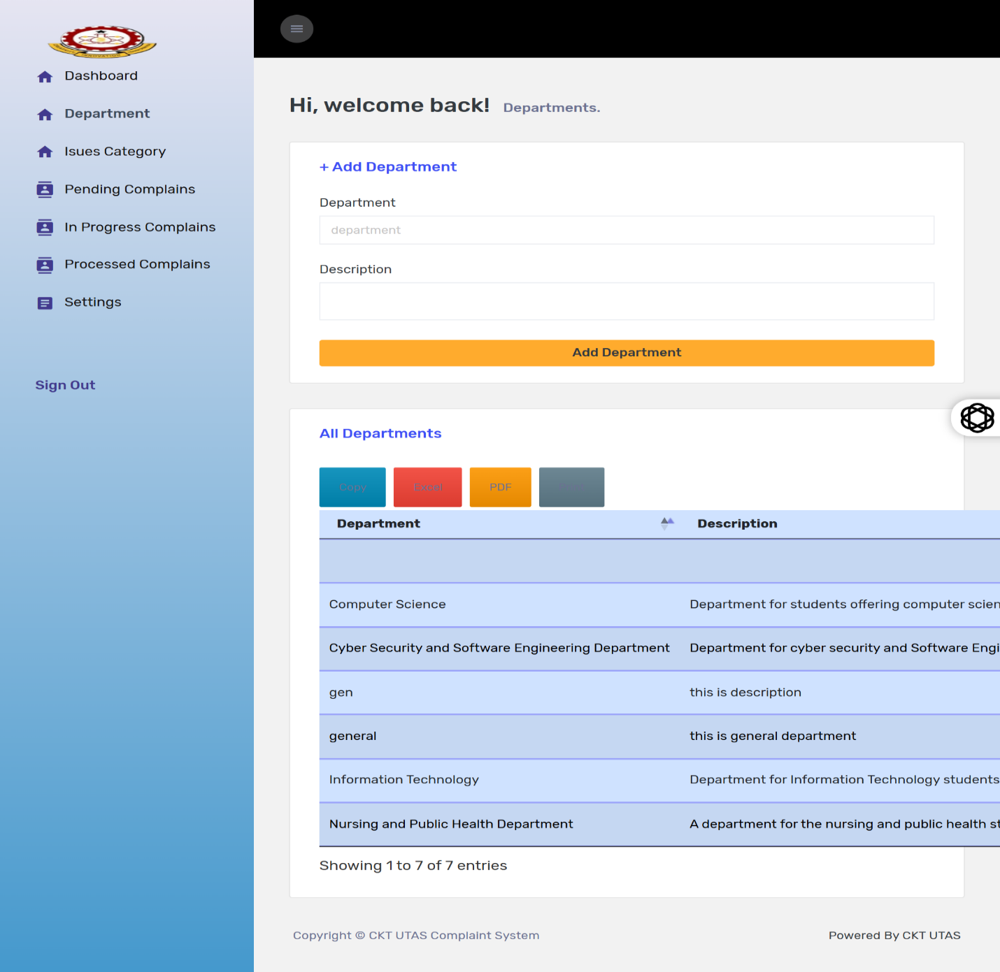 Dashboard
Department
Isues Category
Pending Complains
In Progress Complains
Processed Complains
Settings
Sign Out
Hi, welcome back! Departments.
+ Add Department
Department
department
Description
Add Department
All Departments
Copy Excel PDF
Department Description
Computer Science Department for students offering computer scien
Cyber Security and Software Engineering Department Department for cyber security and Software Engi
gen this is description
general this is general department
Information Technology Department for Information Technology students
Nursing and Public Health Department A department for the nursing and public health st
Showing 1 to 7 of 7 entries
Copyright © CKT UTAS Complaint System Powered By CKT UTAS